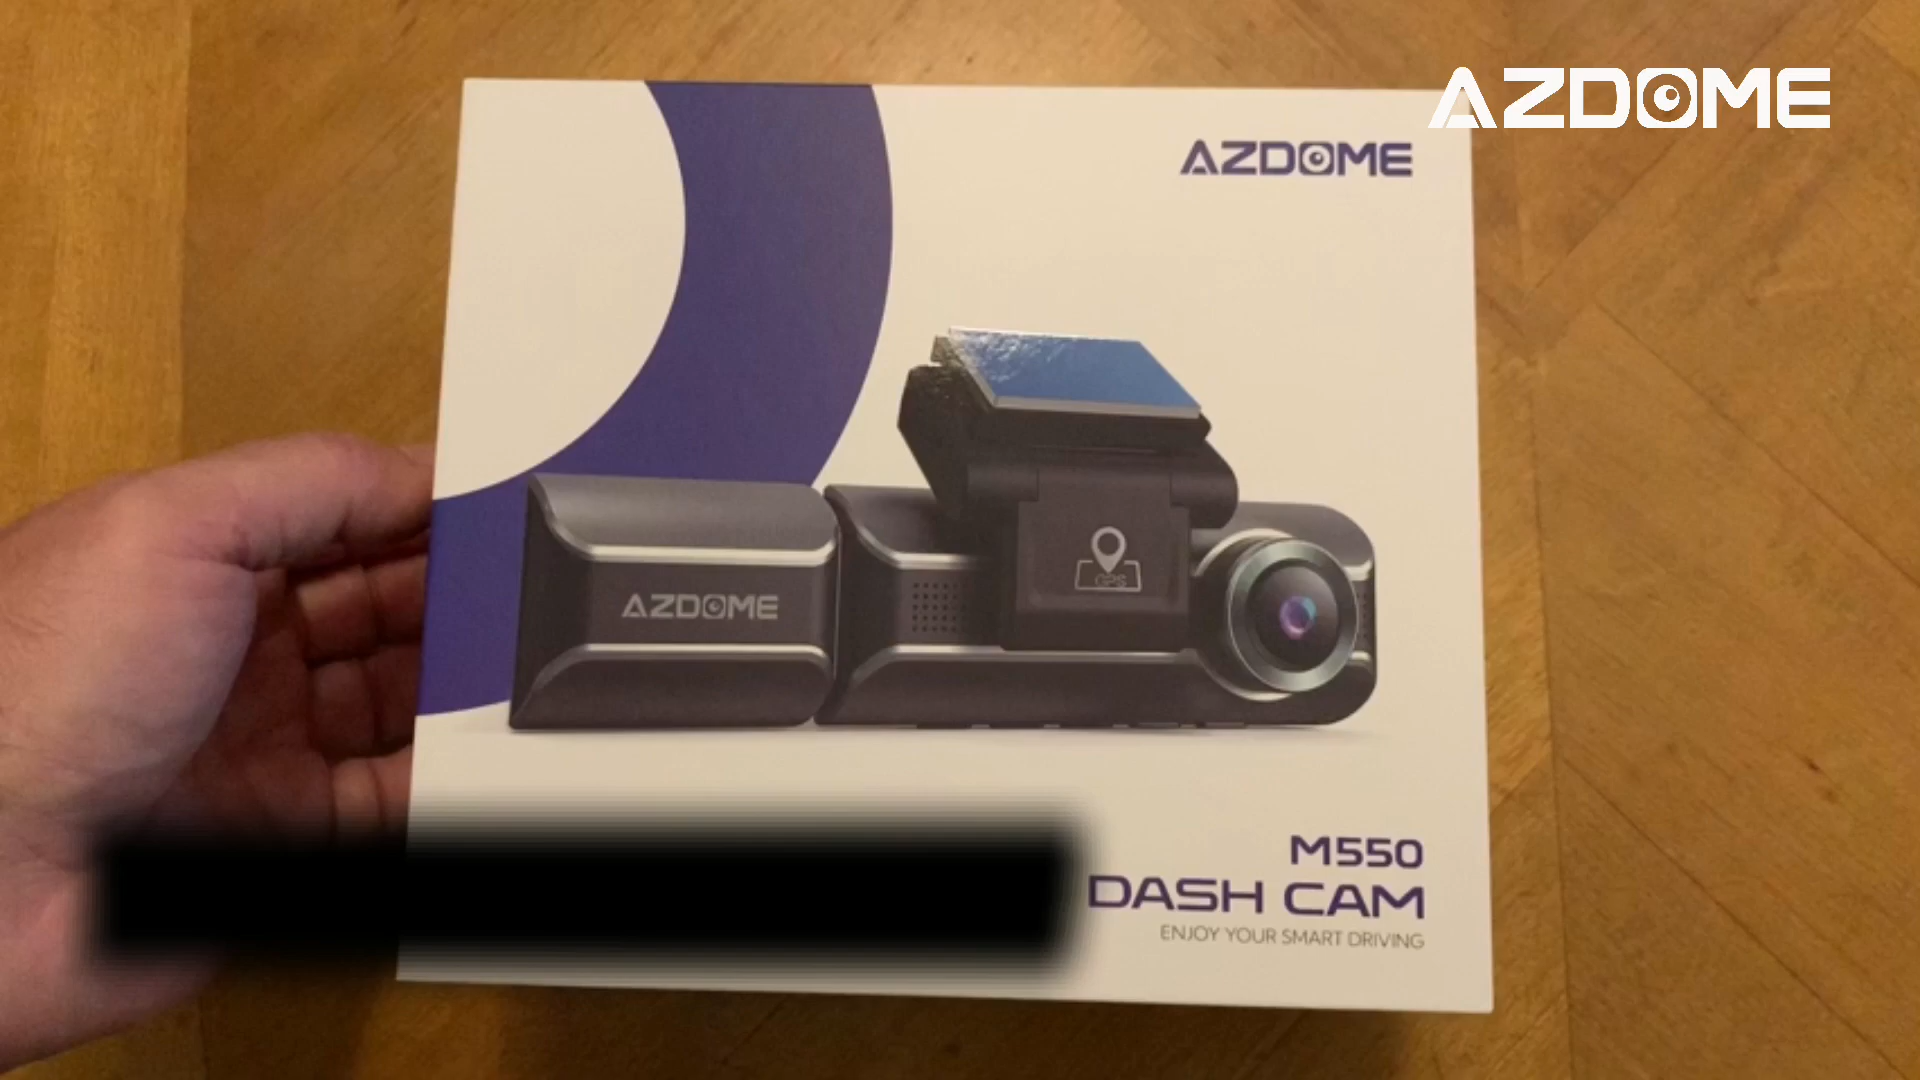 AZDOME
AZDOME
GPS
AZDOME
M550
DASH CAM
ENJOY YOUR SMART DRIVING